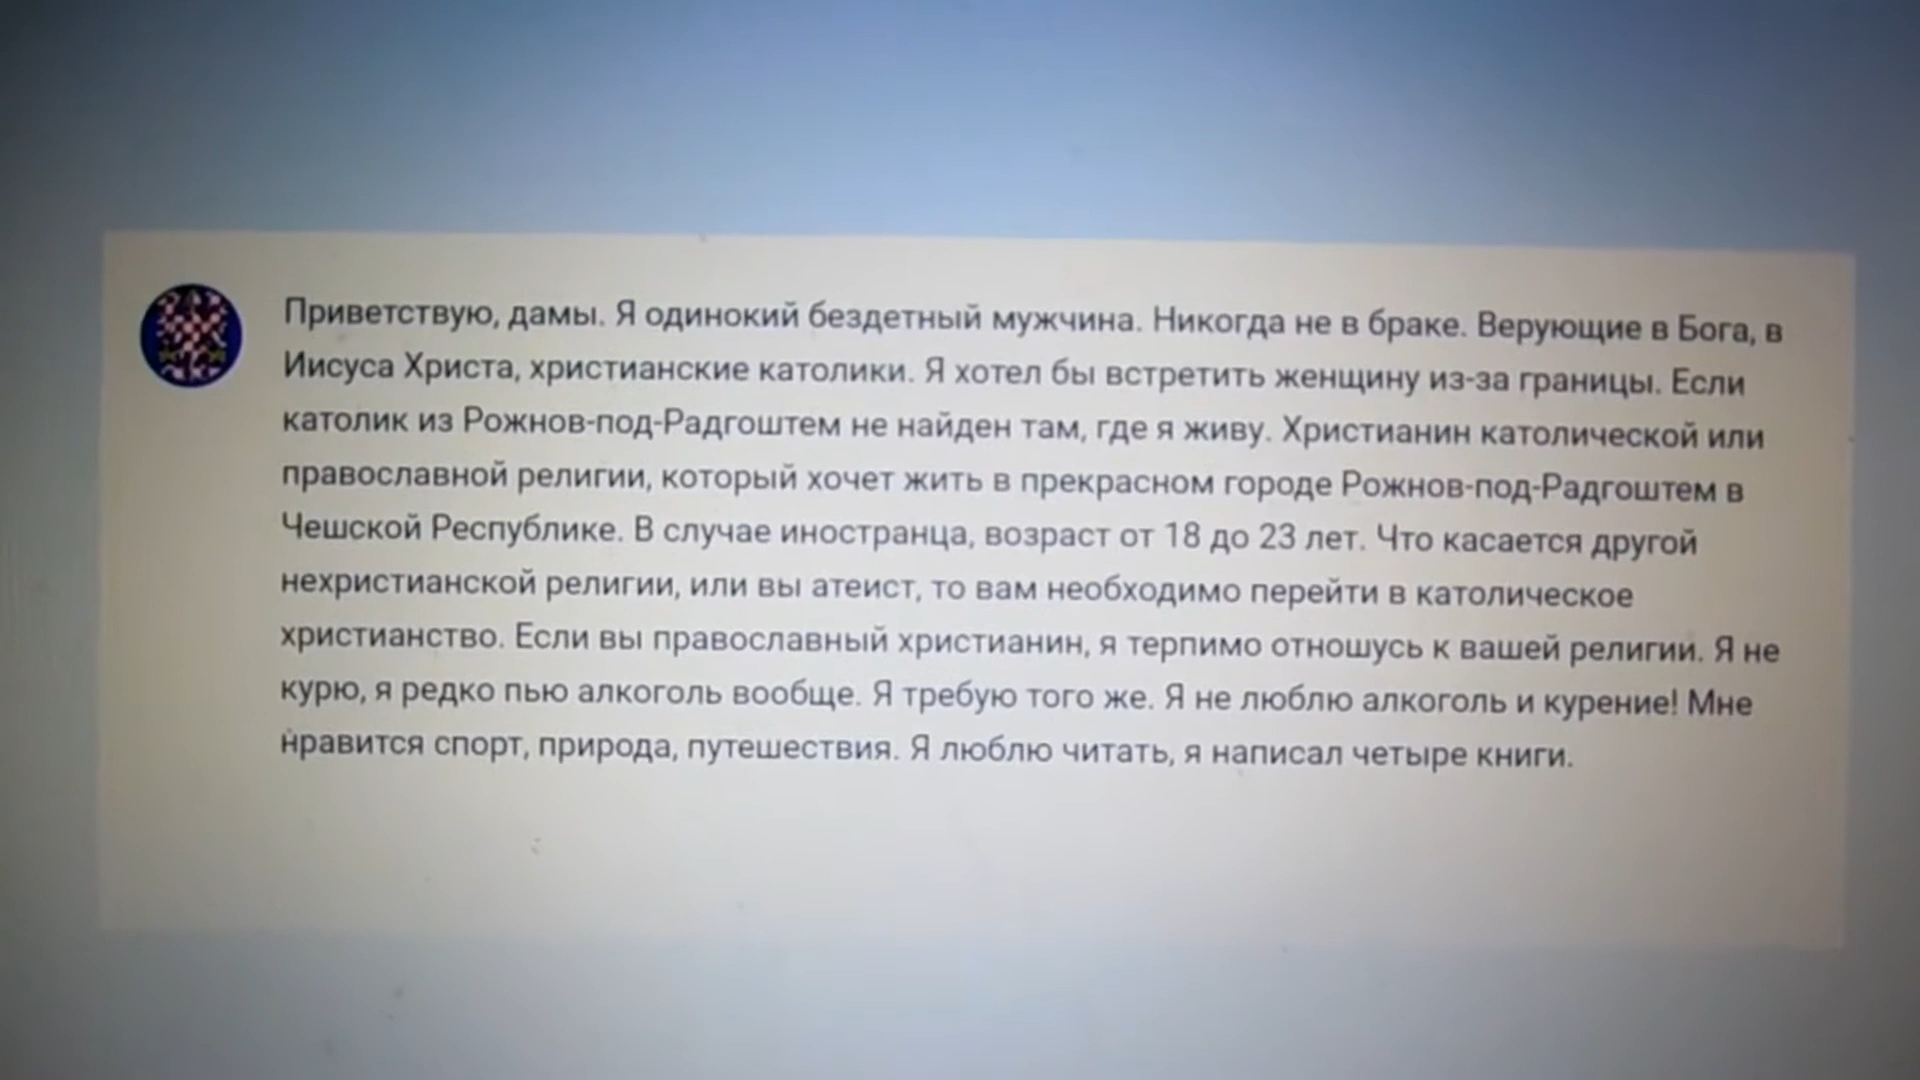 Приветствую, дамы. Я одинокий бездетный мужчина. Никогда не в браке. Верующие в Бога, в
Иисуса Христа, христианские католики. Я хотел бы встретить женщину из-за границы. Если
католик из Рожнов-под-Радгоштем не найден там, где я живу. Христианин католической или
православной религии, который хочет жить в прекрасном городе Рожнов-под-Радгоштем в
Чешской Республике. В случае иностранца, возраст от 18 до 23 лет. Что касается другой
нехристианской религии, или вы атеист, то вам необходимо перейти в католическое
христианство. Если вы православный христианин, я терпимо отношусь к вашей религии. Я не
курю, я редко пью алкоголь вообще. Я требую того же. Я не люблю алкоголь и курение! Мне
нравится спорт, природа, путешествия. Я люблю читать, я написал четыре книги.